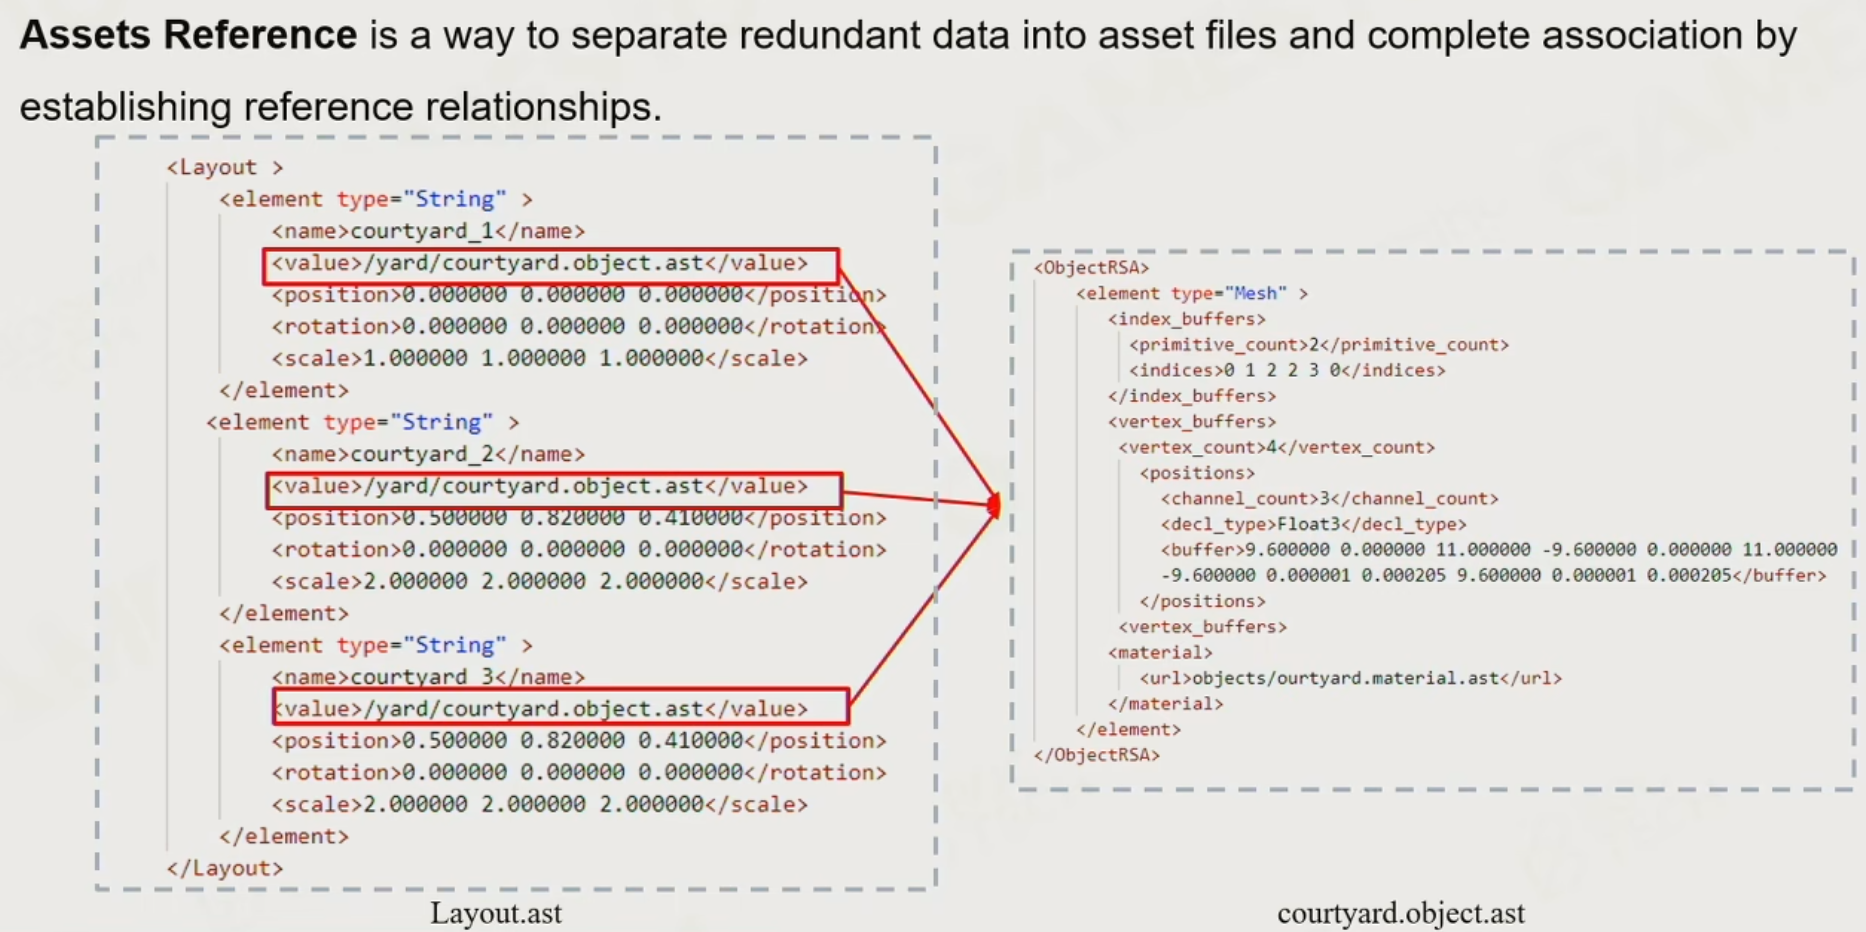 Assets Reference is a way to separate redundant data into asset files and complete association by
establishing reference relationships.
<Layout >
<element type="String" >
<name>courtyard_1</name>
<value>/yard/courtyard.object.ast</value>
<position>0.000000 0.000000 0.000000</position>
<rotation>0.000000 0.000000 0.000000</rotation>
<scale>1.000000 1.000000 1.000000</scale>
</element>
<element type="String" >
<name>courtyard_2</name>
<value>/yard/courtyard.object.ast</value>
<position>0.500000 0.820000 0.410000</position>
<rotation>0.000000 0.000000 0.000000</rotation>
<scale>2.000000 2.000000 2.000000</scale>
</element>
<element type="String" >
<name>courtyard_3</name>
<value>/yard/courtyard.object.ast</value>
<position>0.500000 0.820000 0.410000</position>
<rotation>0.000000 0.000000 0.000000</rotation>
<scale>2.000000 2.000000 2.000000</scale>
</element>
</Layout>
Layout.ast
<ObjectRSA>
<element type="Mesh" >
<index_buffers>
<primitive_count>2</primitive_count>
<indices>0 1 2 2 3 0</indices>
</index_buffers>
<vertex_buffers>
<vertex_count>4</vertex_count>
<positions>
<channel_count>3</channel_count>
<decl_type>Float3</decl_type>
<buffer>9.600000 0.000000 11.000000 -9.600000 0.000000 11.000000
-9.600000 0.000001 0.000205 9.600000 0.000001 0.000205</buffer>
</positions>
<vertex_buffers>
<material>
<url>objects/ourtyard.material.ast</url>
</material>
</element>
</ObjectRSA>
courtyard.object.ast